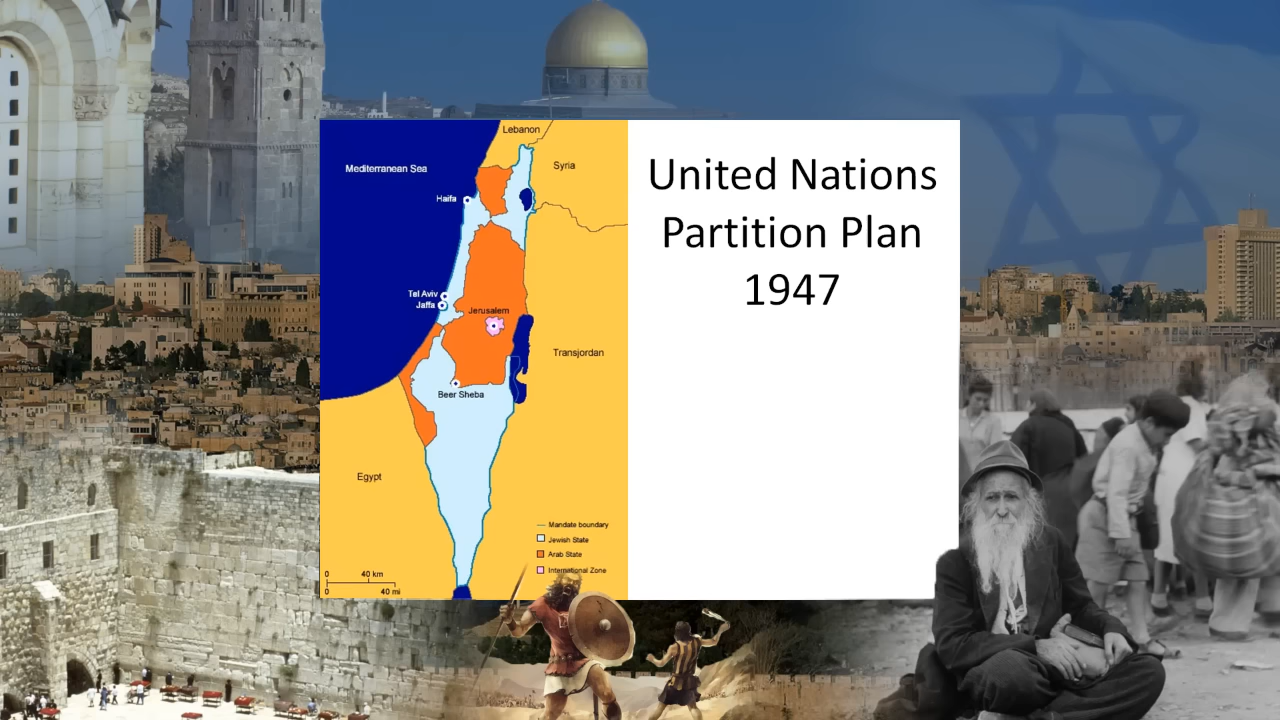 Lebanon
Syria
Mediterranean Sea
Haifa
Tel Aviv
Jaffa
Jerusalem
Transjordan
Beer Sheba
Egypt
Mandate boundary
Jewish State
Arab State
International Zone
0 40 km
0 40 mi
United Nations
Partition Plan
1947